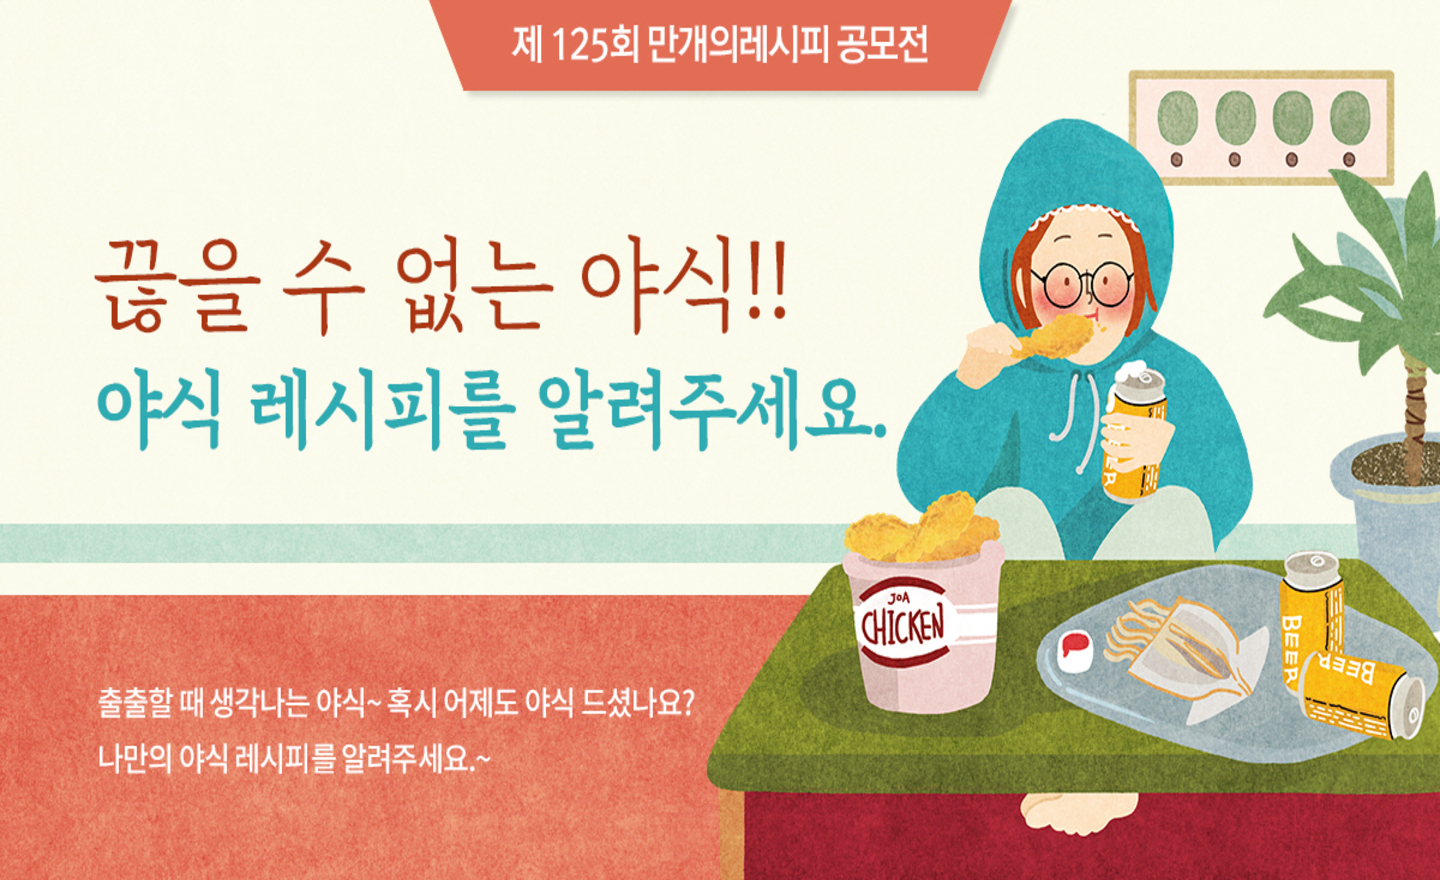 제 125회 만개의레시피 공모전
끊을 수 없는 야식!!
야식 레시피를 알려주세요.
JOA
CHICKEN
BEER
BEER
BEER
출출할 때 생각나는 야식~ 혹시 어제도 야식 드셨나요?
나만의 야식 레시피를 알려주세요.~